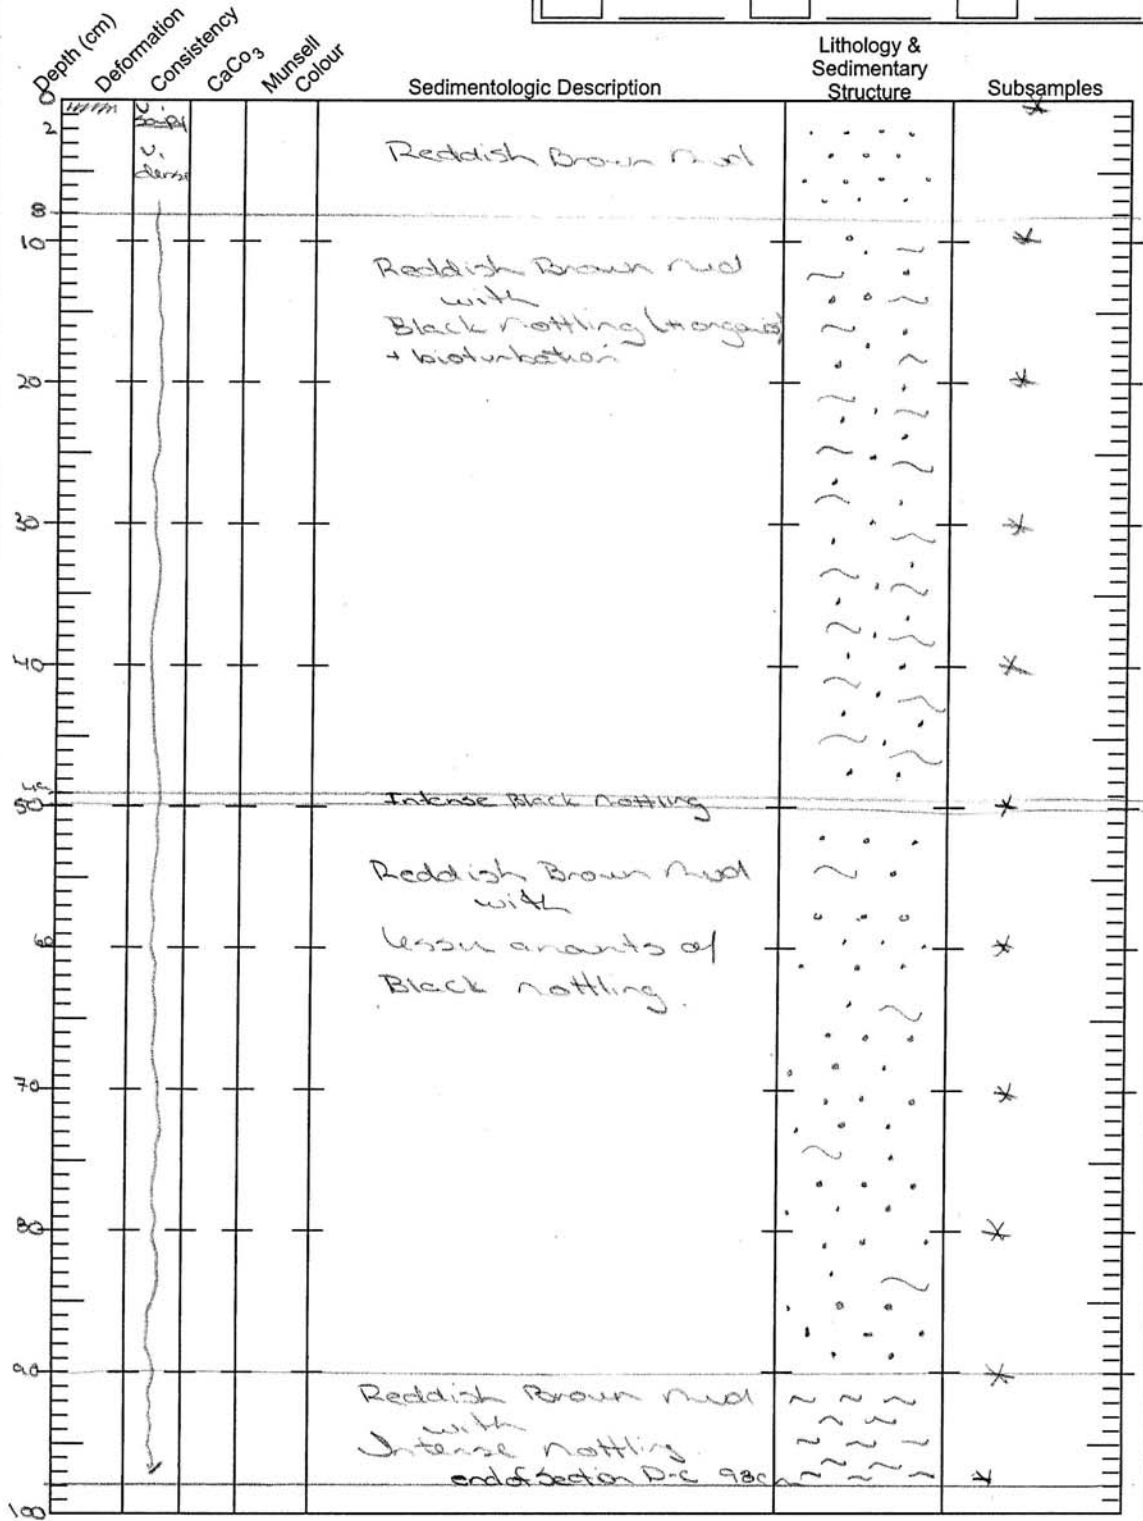 Depth (cm)
Deformation
Consistency
CaCo3
Munsell
Colour
Sedimentologic Description
Lithology &
Sedimentary
Structure
Subsamples
0
2
v.
soupy
v.
dense
Reddish Brown Mud
8
10
Reddish Brown Mud
with
Black Mottling (+organics)
+ bioturbation
20
30
40
49
50
Intense Black Mottling
Reddish Brown Mud
with
lesser amounts of
Black mottling.
60
70
80
90
Reddish Brown Mud
with
Intense Mottling
end of Section D-C 98cm
100